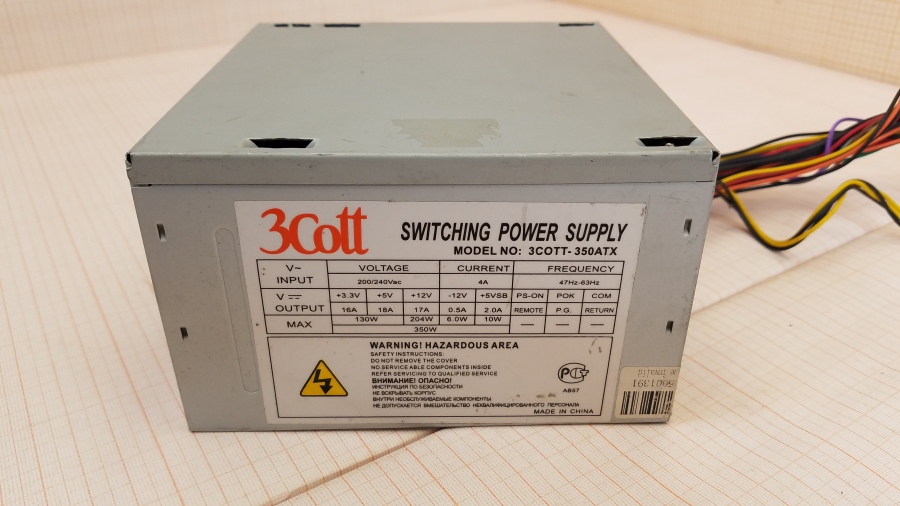 3Cott SWITCHING POWER SUPPLY
MODEL NO: 3COTT-350ATX
V~ INPUT VOLTAGE CURRENT FREQUENCY
200/240Vac 4A 47Hz-63Hz
V OUTPUT +3.3V +5V +12V -12V +5VSB PS-ON POK COM
16A 18A 17A 0.5A 2.0A REMOTE P.G. RETURN
MAX 130W 204W 6.0W 10W — — —
350W
WARNING! HAZARDOUS AREA
SAFETY INSTRUCTIONS:
DO NOT REMOVE THE COVER
NO SERVICE ABLE COMPONENTS INSIDE
REFER SERVICING TO QUALIFIED SERVICE
ВНИМАНИЕ! ОПАСНО!
ИНСТРУКЦИЯ ПО БЕЗОПАСНОСТИ
НЕ ВСКРЫВАТЬ КОРПУС
ВНУТРИ НЕОБСЛУЖИВАЕМЫЕ КОМПОНЕНТЫ
НЕ ДОПУСКАЕТСЯ ВМЕШАТЕЛЬСТВО НЕКВАЛИФИЦИРОВАННОГО ПЕРСОНАЛА
РСТ
АВ57
MADE IN CHINA